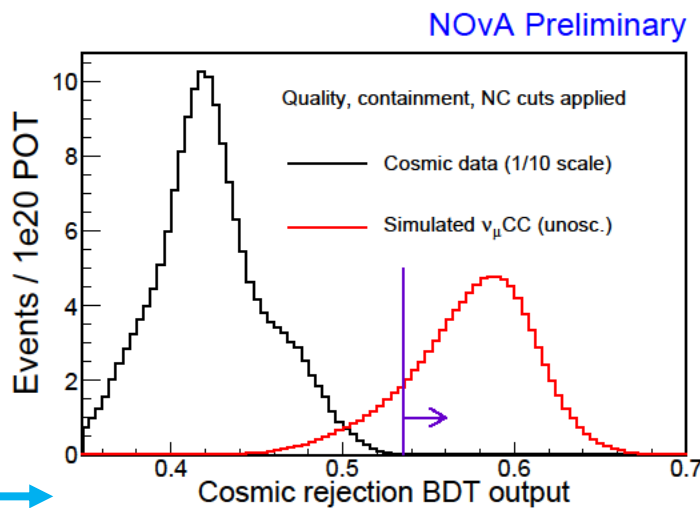 NOvA Preliminary
Events / 1e20 POT
10
8
6
4
2
0
Quality, containment, NC cuts applied
Cosmic data (1/10 scale)
Simulated νμCC (unosc.)
0.4 0.5 0.6 0.7
Cosmic rejection BDT output